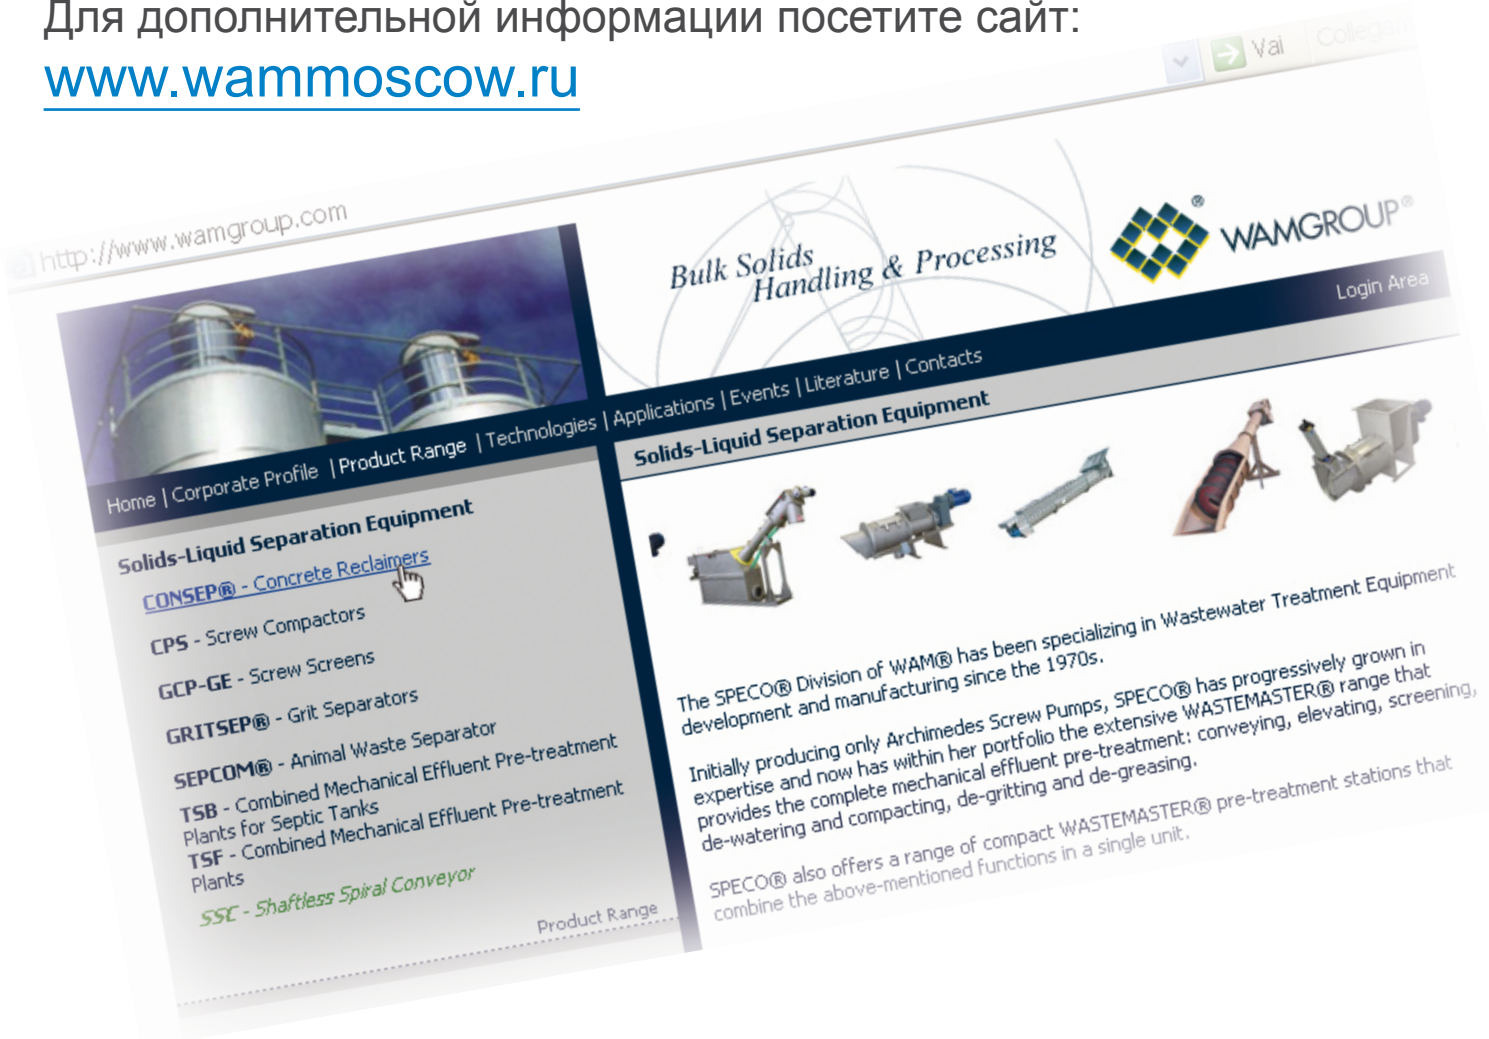 Для дополнительной информации посетите сайт:
www.wammoscow.ru
Vai
http://www.wamgroup.com
Bulk Solids
Handling & Processing
®
WAMGROUP®
Login Area
Home | Corporate Profile | Product Range | Technologies | Applications | Events | Literature | Contacts
Solids-Liquid Separation Equipment
CONSEP® - Concrete Reclaimers
CPS - Screw Compactors
GCP-GE - Screw Screens
GRITSEP® - Grit Separators
SEPCOM® - Animal Waste Separator
TSB - Combined Mechanical Effluent Pre-treatment
Plants for Septic Tanks
TSF - Combined Mechanical Effluent Pre-treatment
Plants
SSC - Shaftless Spiral Conveyor
Product Range
Solids-Liquid Separation Equipment
The SPECO® Division of WAM® has been specializing in Wastewater Treatment Equipment
development and manufacturing since the 1970s.
Initially producing only Archimedes Screw Pumps, SPECO® has progressively grown in
expertise and now has within her portfolio the extensive WASTEMASTER® range that
provides the complete mechanical effluent pre-treatment: conveying, elevating, screening,
de-watering and compacting, de-gritting and de-greasing.
SPECO® also offers a range of compact WASTEMASTER® pre-treatment stations that
combine the above-mentioned functions in a single unit.